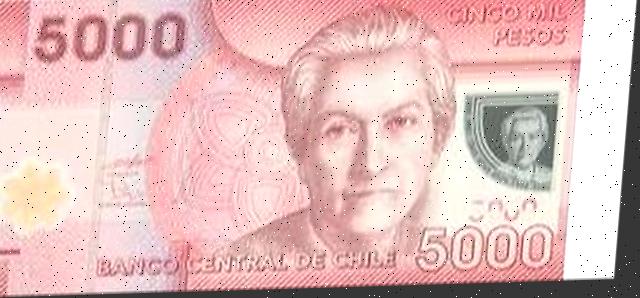 5000
CINCO MIL
PESOS
5000
BANCO CENTRAL DE CHILE
5000